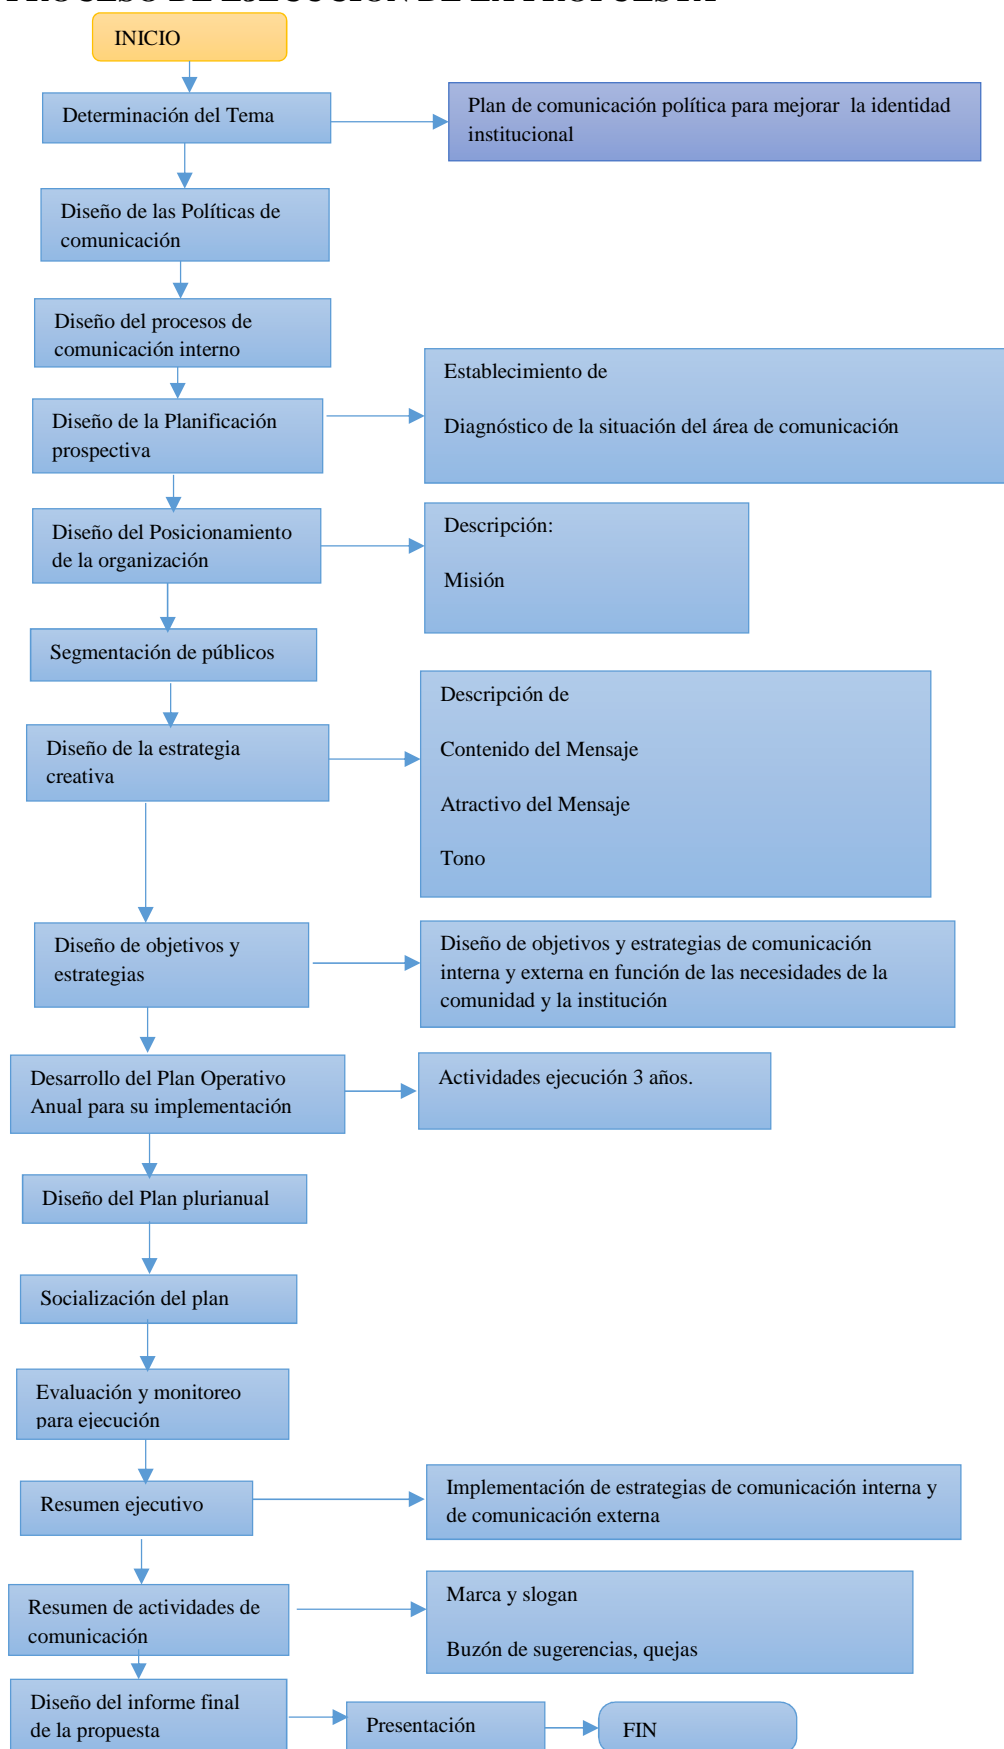 PROCESO DE EJECUCIÓN DE LA PROPUESTA
INICIO
Determinación del Tema
Plan de comunicación política para mejorar  la identidad
institucional
Diseño de las Políticas de
comunicación
Diseño del procesos de
comunicación interno
Establecimiento de
Diagnóstico de la situación del área de comunicación
Diseño de la Planificación
prospectiva
Diseño del Posicionamiento
de la organización
Descripción:
Misión
Segmentación de públicos
Diseño de la estrategia
creativa
Descripción de
Contenido del Mensaje
Atractivo del Mensaje
Tono
Diseño de objetivos y
estrategias
Diseño de objetivos y estrategias de comunicación
interna y externa en función de las necesidades de la
comunidad y la institución
Desarrollo del Plan Operativo
Anual para su implementación
Actividades ejecución 3 años.
Diseño del Plan plurianual
Socialización del plan
Evaluación y monitoreo
para ejecución
Resumen ejecutivo
Implementación de estrategias de comunicación interna y
de comunicación externa
Resumen de actividades de
comunicación
Marca y slogan
Buzón de sugerencias, quejas
Diseño del informe final
de la propuesta
Presentación
FIN